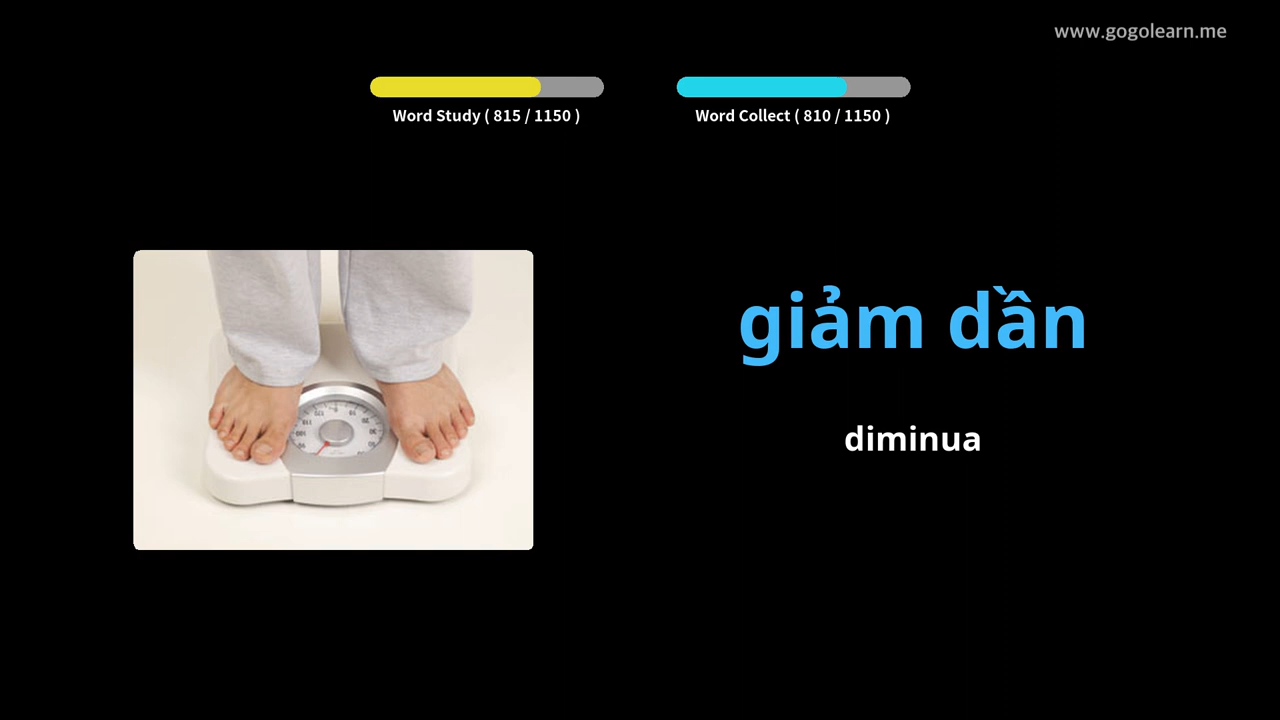 www.gogolearn.me
Word Study ( 815 / 1150 )
Word Collect ( 810 / 1150 )
giảm dần
diminua